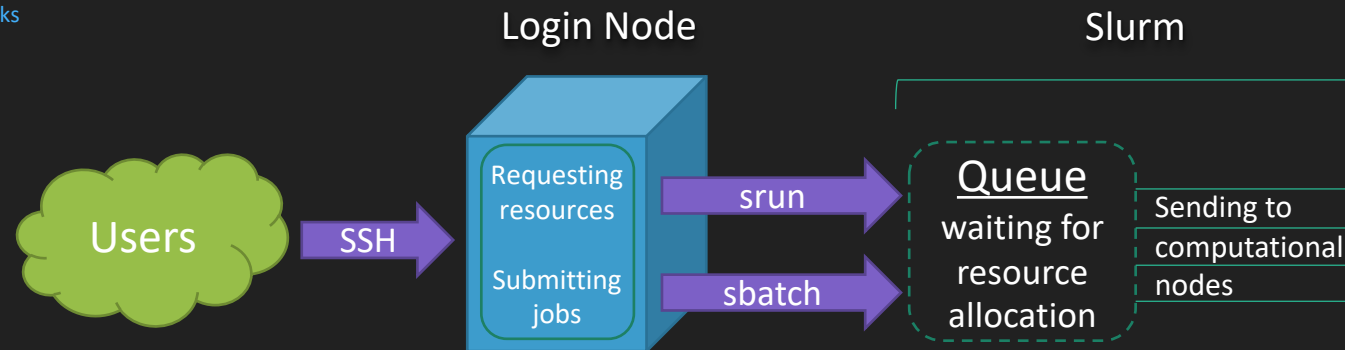 ks
Login Node
Slurm
Users
SSH
Requesting
resources
Submitting
jobs
srun
sbatch
Queue
waiting for
resource
allocation
Sending to
computational
nodes